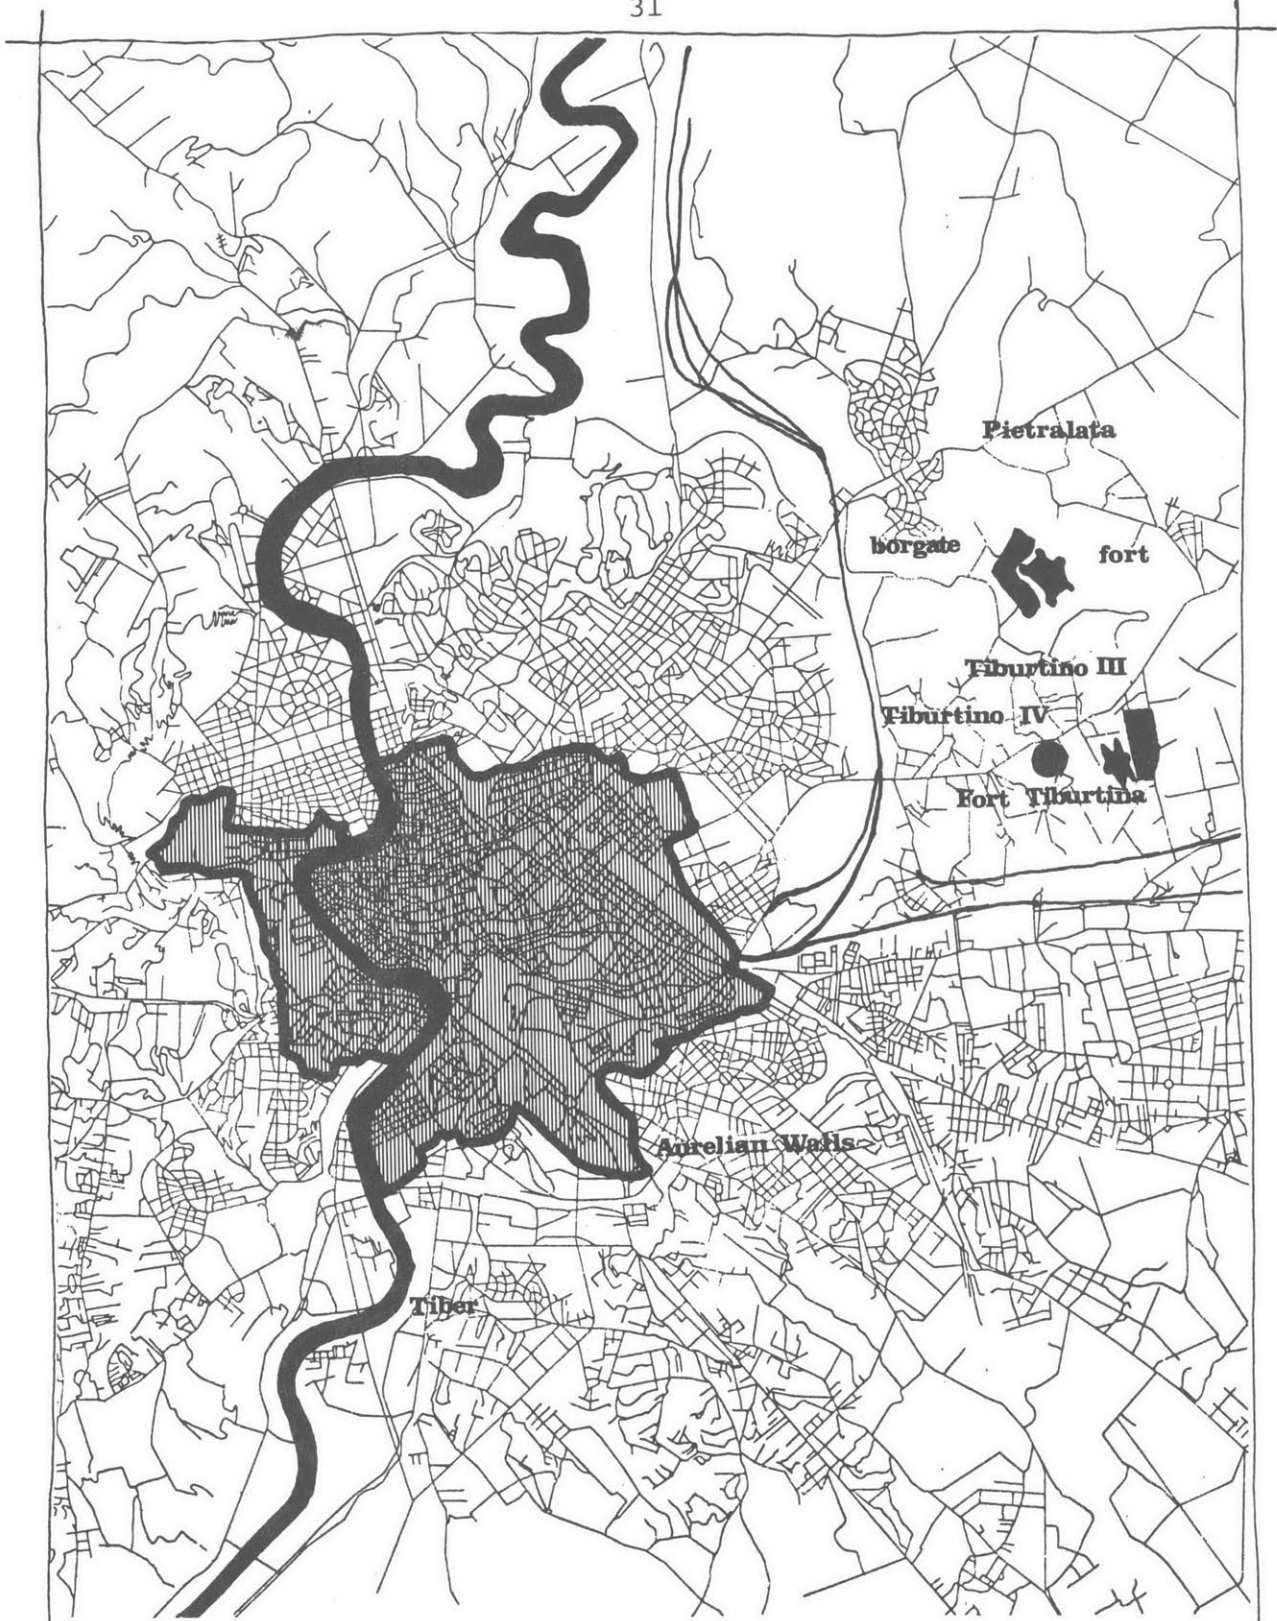 31
Pietralata
borgate fort
Tiburtino III
Tiburtino IV
Fort Tiburtina
Aurelian Walls
Tiber